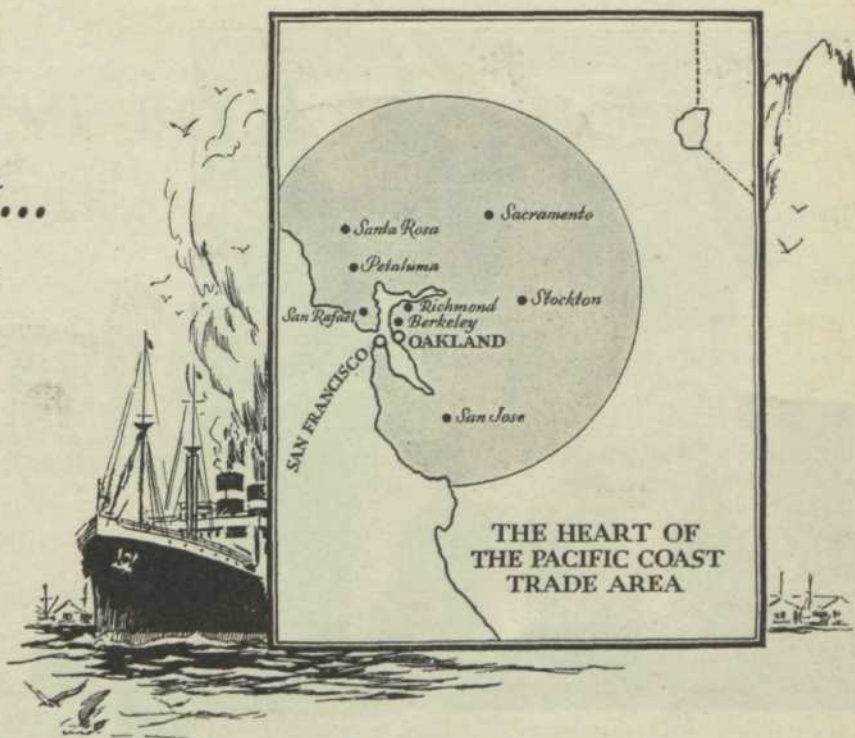 ...
Santa Rosa
Sacramento
Petaluma
San Rafael
Richmond
Stockton
Berkeley
OAKLAND
SAN FRANCISCO
San Jose
THE HEART OF
THE PACIFIC COAST
TRADE AREA